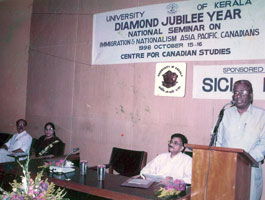 UNIVERSITY OF KERALA
DIAMOND JUBILEE YEAR
NATIONAL SEMINAR ON
IMMIGRATION & NATIONALISM ASIA, PACIFIC, CANADIANS
1998 OCTOBER 15-16
CENTRE FOR CANADIAN STUDIES
SPONSORED
SICI